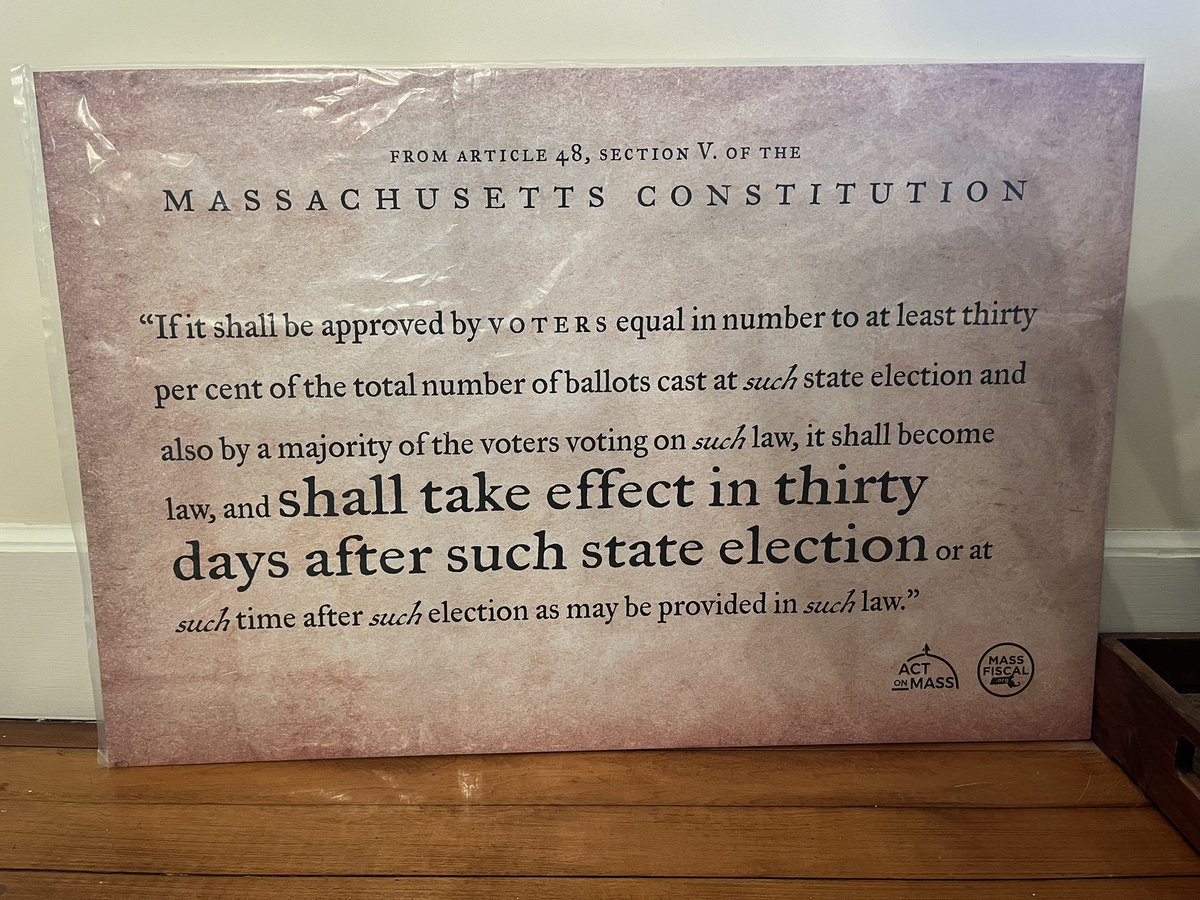 FROM ARTICLE 48, SECTION V. OF THE
MASSACHUSETTS CONSTITUTION
“If it shall be approved by VOTERS equal in number to at least thirty
per cent of the total number of ballots cast at such state election and
also by a majority of the voters voting on such law, it shall become
law, and shall take effect in thirty
days after such state election or at
such time after such election as may be provided in such law.”
ACT
ON MASS
MASS
FISCAL
.org